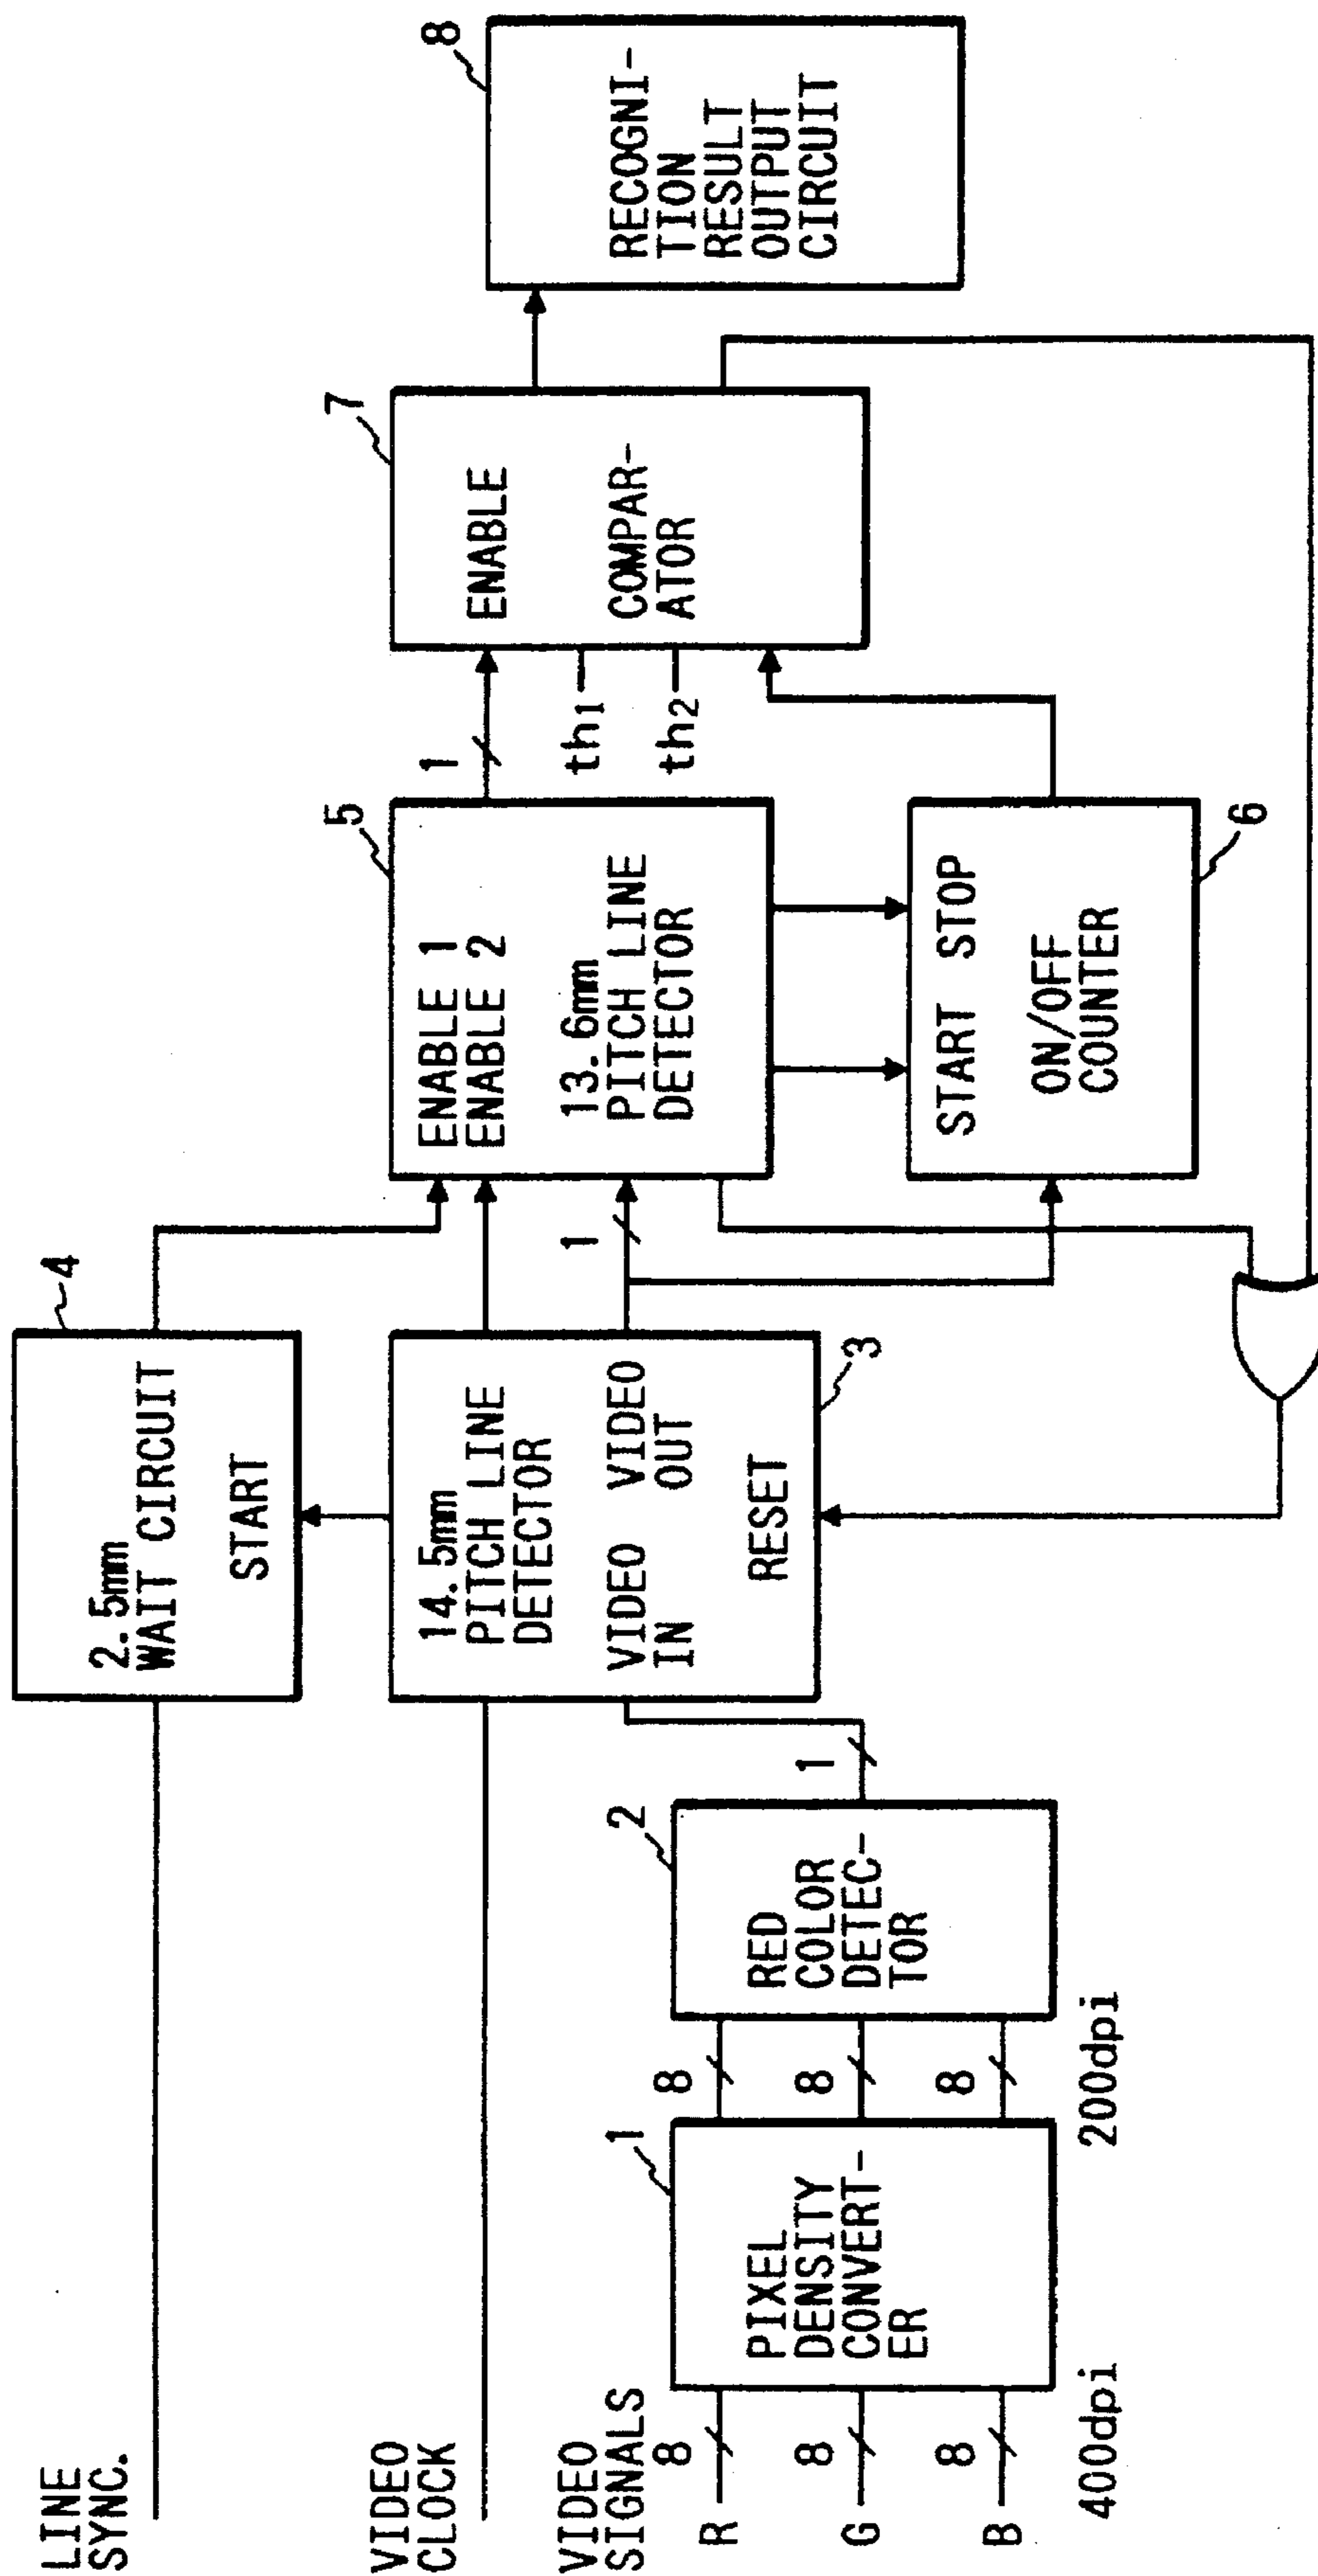 LINE
SYNC.
VIDEO
CLOCK
VIDEO
SIGNALS
R
8
G
8
B
8
400dpi
1
PIXEL
DENSITY
CONVERT-
ER
8
8
8
200dpi
2
RED
COLOR
DETEC-
TOR
1
4
2.5mm
WAIT CIRCUIT
START
14.5mm
PITCH LINE
DETECTOR
VIDEO VIDEO
IN OUT
RESET
3
1
5
ENABLE 1
ENABLE 2
13.6mm
PITCH LINE
DETECTOR
START STOP
ON/OFF
COUNTER
6
1
th1
th2
7
ENABLE
COMPAR-
ATOR
8
RECOGNI-
TION
RESULT
OUTPUT
CIRCUIT